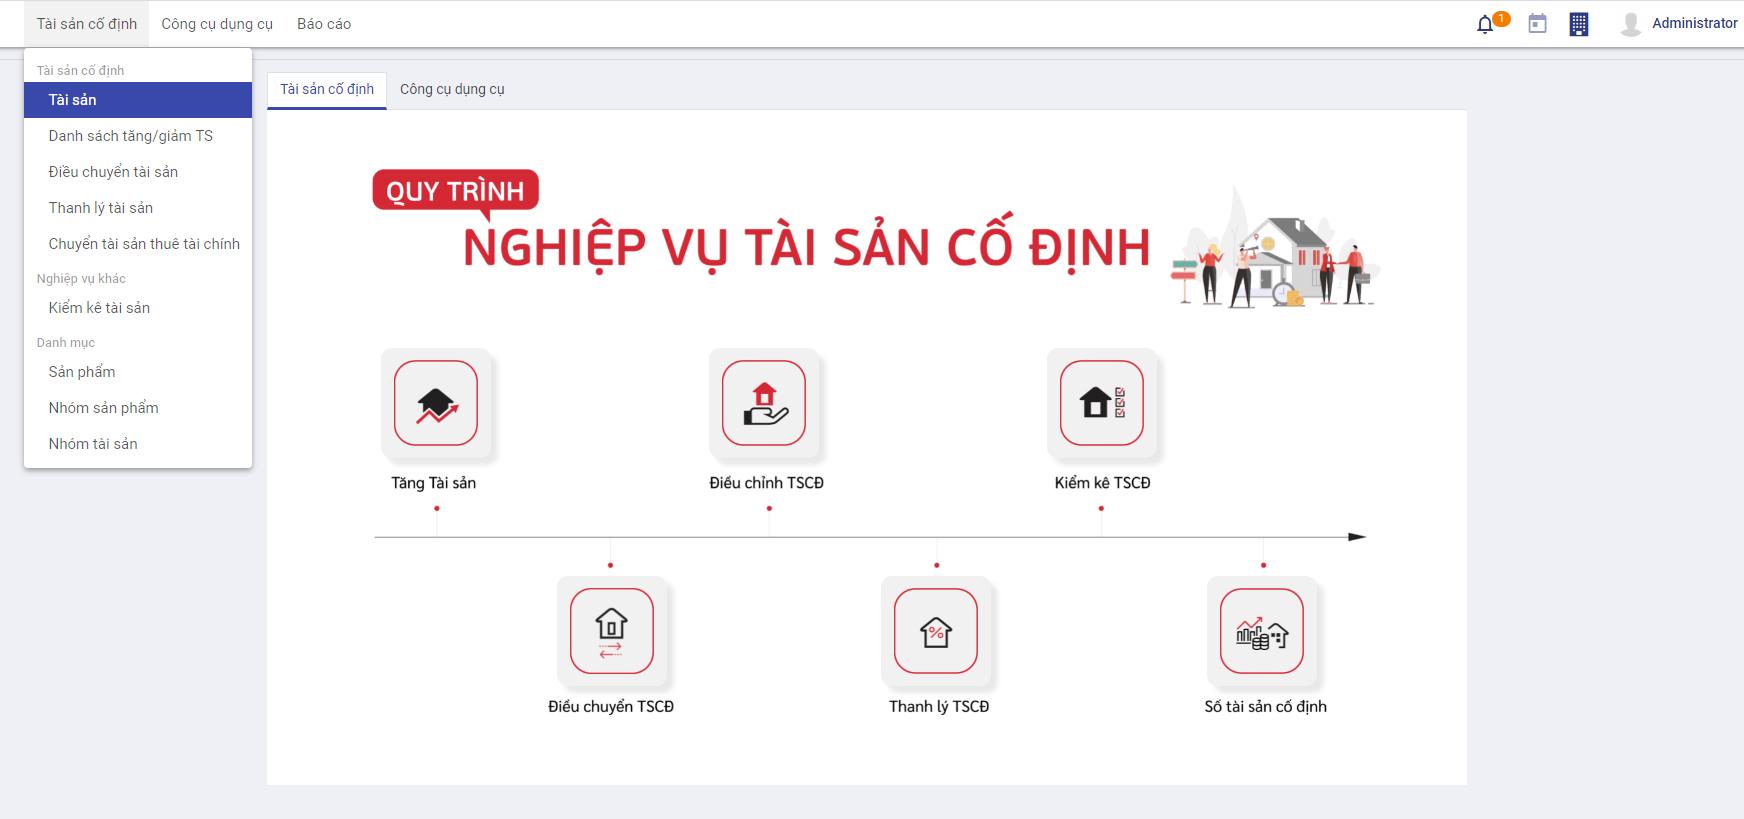 Tài sản cố định
Công cụ dụng cụ
Báo cáo
1
Administrator
Tài sản cố định
Tài sản
Danh sách tăng/giảm TS
Điều chuyển tài sản
Thanh lý tài sản
Chuyển tài sản thuê tài chính
Nghiệp vụ khác
Kiểm kê tài sản
Danh mục
Sản phẩm
Nhóm sản phẩm
Nhóm tài sản
Tài sản cố định
Công cụ dụng cụ
QUY TRÌNH
NGHIỆP VỤ TÀI SẢN CỐ ĐỊNH
Tăng Tài sản
Điều chỉnh TSCĐ
Kiểm kê TSCĐ
Điều chuyển TSCĐ
Thanh lý TSCĐ
Sổ tài sản cố định